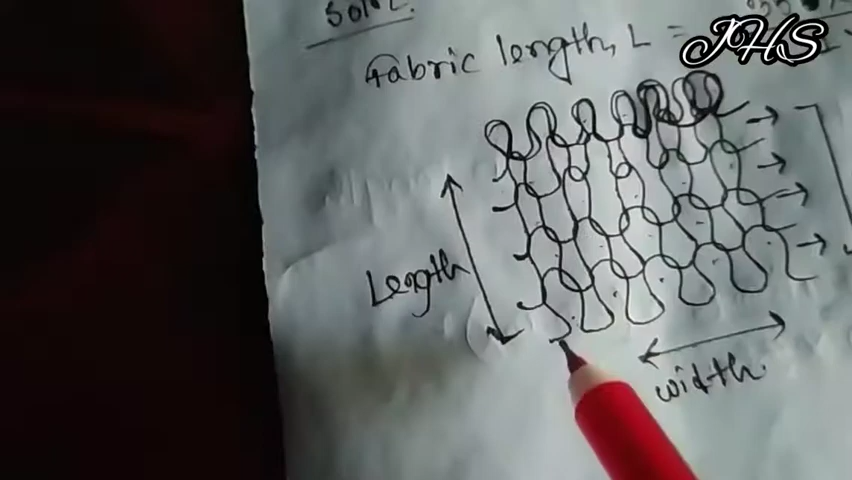 Soln:
Fabric length, L =
JHS
Length
width.